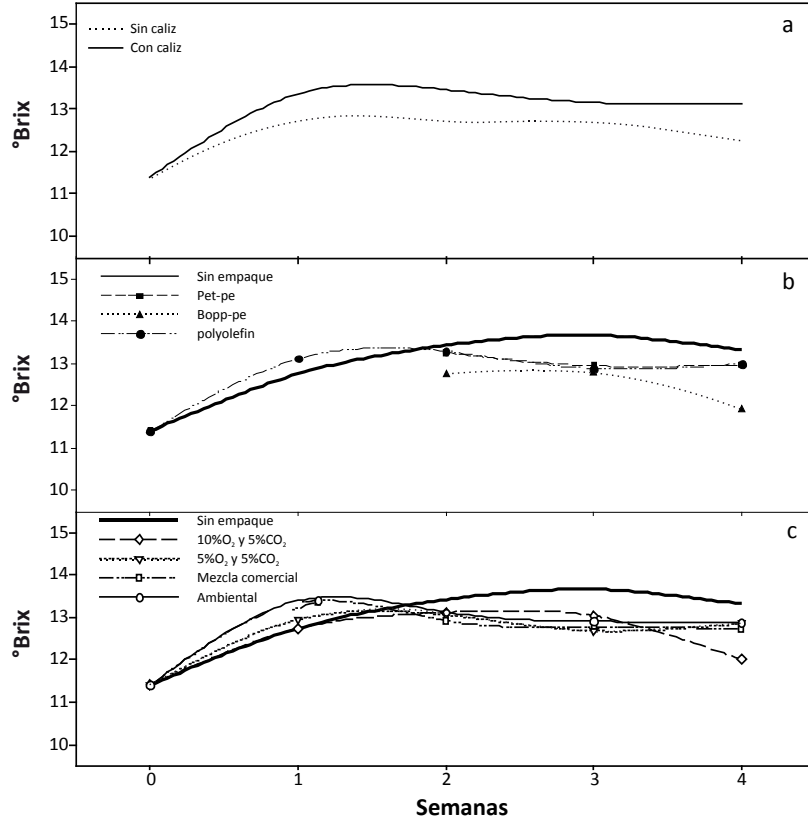 15
Sin caliz
a
Con caliz
14
13
12
11
10
°Brix
15
Sin empaque
b
Pet-pe
Bopp-pe
polyolefin
14
13
12
11
10
°Brix
Sin empaque
c
15
10%O₂ y 5%CO₂
5%O₂ y 5%CO₂
14
Mezcla comercial
Ambiental
13
12
11
10
°Brix
0 1 2 3 4
Semanas